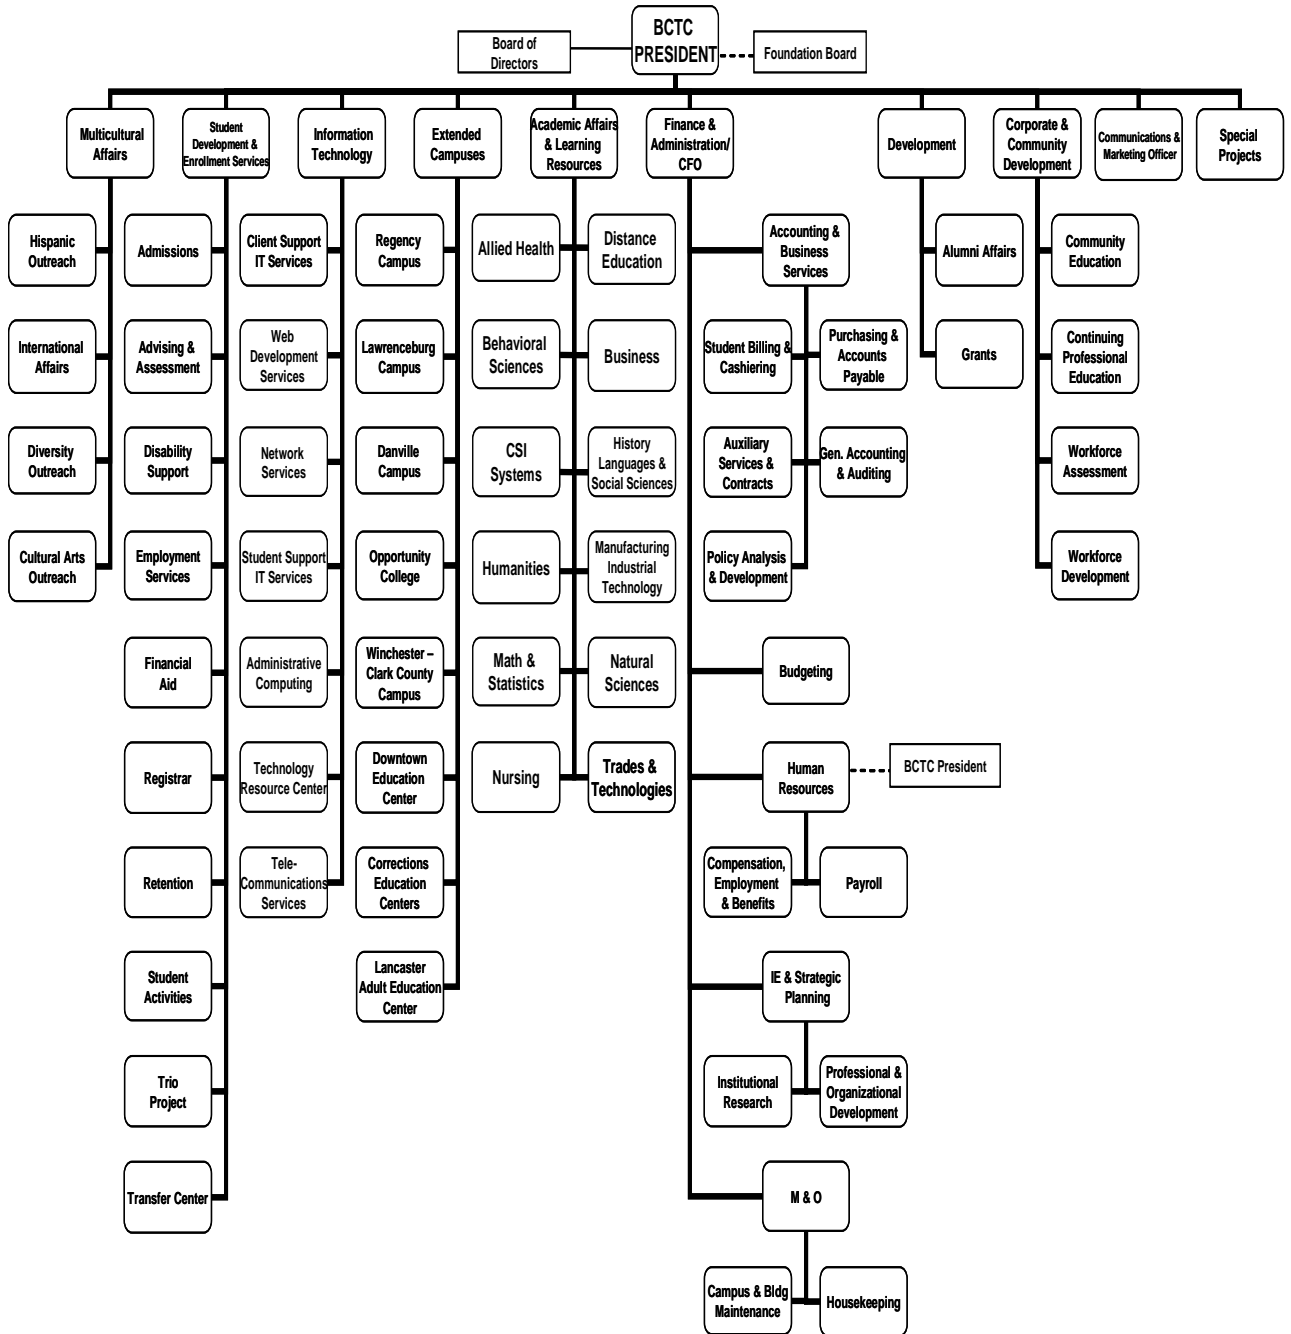 BCTC
PRESIDENT
Board of
Directors
Foundation Board
Multicultural
Affairs
Student
Development &
Enrollment Services
Information
Technology
Extended
Campuses
Academic Affairs
& Learning
Resources
Finance &
Administration/
CFO
Development
Corporate &
Community
Development
Communications &
Marketing Officer
Special
Projects
Hispanic
Outreach
International
Affairs
Diversity
Outreach
Cultural Arts
Outreach
Admissions
Advising &
Assessment
Disability
Support
Employment
Services
Financial
Aid
Registrar
Retention
Student
Activities
Trio
Project
Transfer Center
Client Support
IT Services
Web
Development
Services
Network
Services
Student Support
IT Services
Administrative
Computing
Technology
Resource Center
Tele-
Communications
Services
Regency
Campus
Lawrenceburg
Campus
Danville
Campus
Opportunity
College
Winchester –
Clark County
Campus
Downtown
Education
Center
Corrections
Education
Centers
Lancaster
Adult Education
Center
Allied Health
Distance
Education
Behavioral
Sciences
Business
CSI
Systems
History
Languages &
Social Sciences
Humanities
Manufacturing
Industrial
Technology
Math &
Statistics
Natural
Sciences
Nursing
Trades &
Technologies
Accounting &
Business
Services
Student Billing &
Cashiering
Purchasing &
Accounts
Payable
Auxiliary
Services &
Contracts
Gen. Accounting
& Auditing
Policy Analysis
& Development
Budgeting
Human
Resources
BCTC President
Compensation,
Employment
& Benefits
Payroll
IE & Strategic
Planning
Institutional
Research
Professional &
Organizational
Development
M & O
Campus & Bldg
Maintenance
Housekeeping
Alumni Affairs
Grants
Community
Education
Continuing
Professional
Education
Workforce
Assessment
Workforce
Development